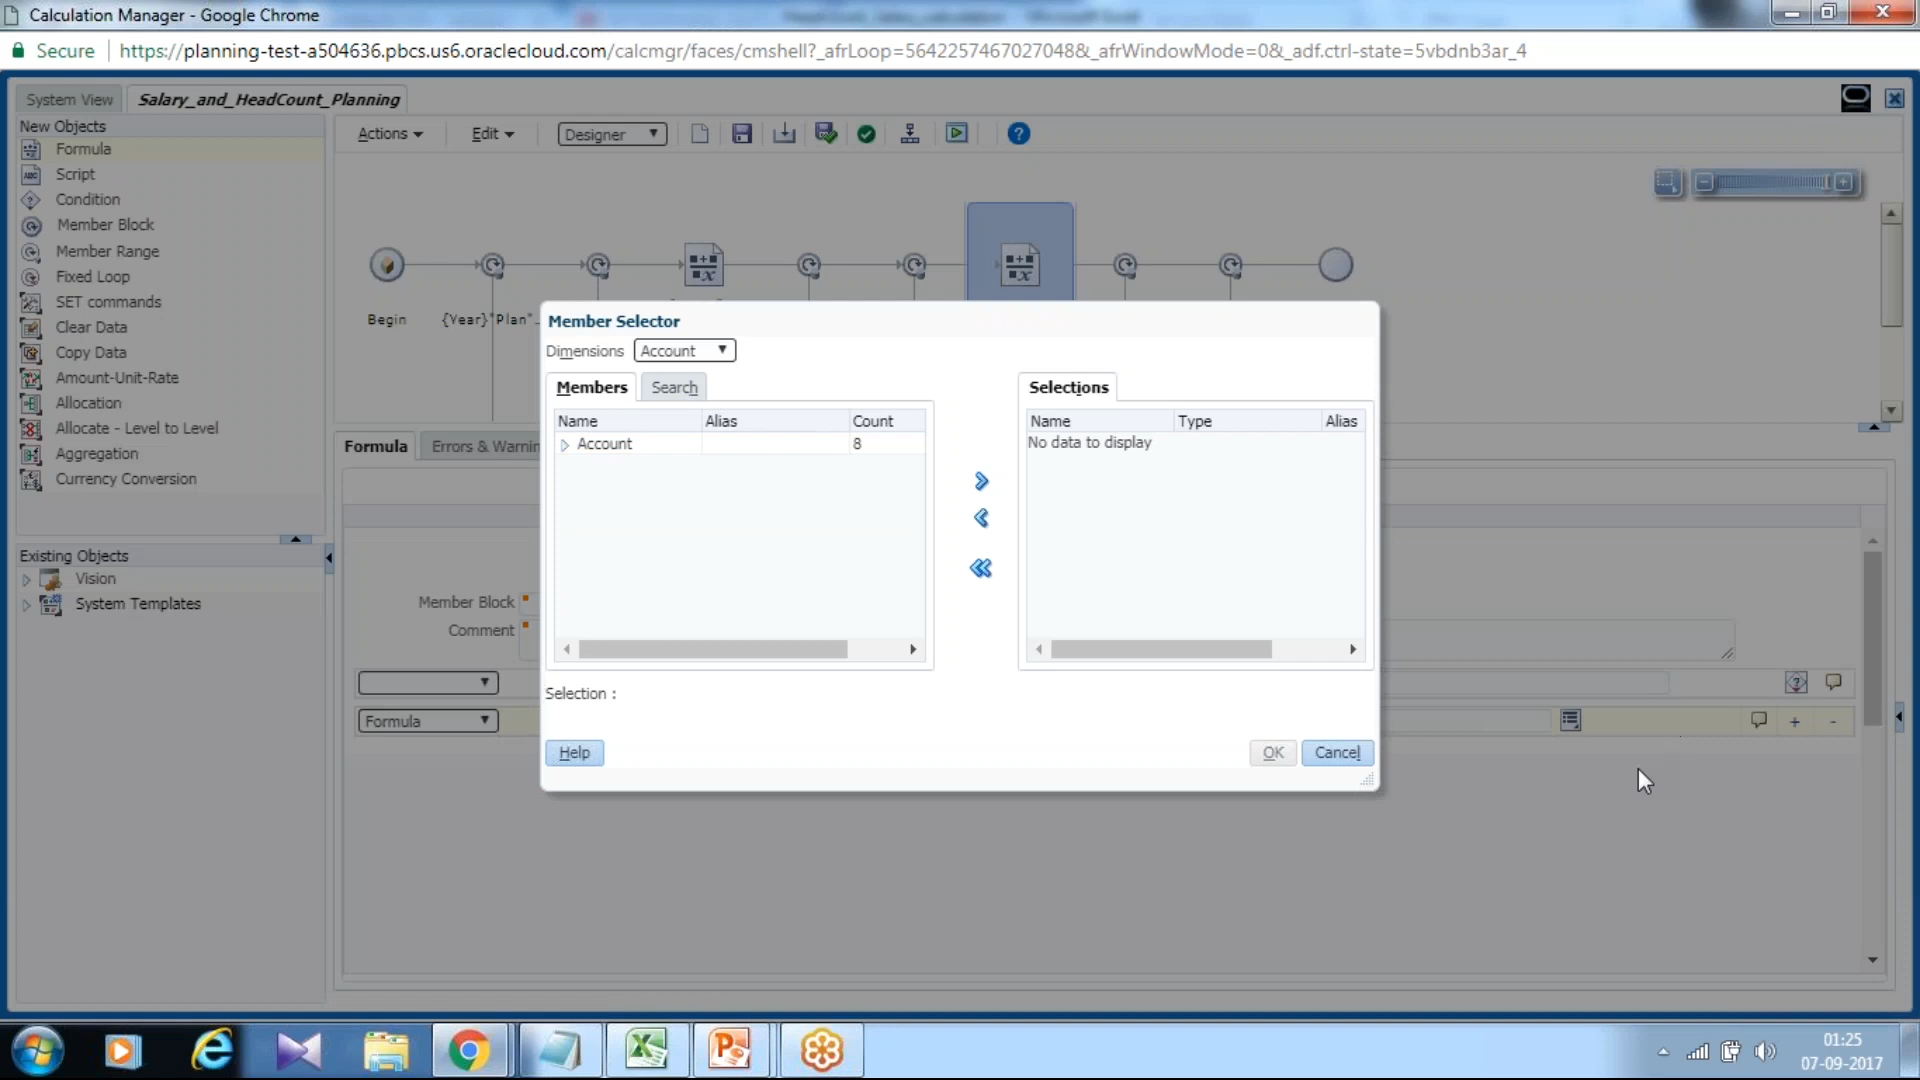 Calculation Manager - Google Chrome
Secure
https://planning-test-a504636.pbcs.us6.oraclecloud.com/calcmgr/faces/cmshell?_afrLoop=5642257467027048&_afrWindowMode=0&_adf.ctrl-state=5vbdnb3ar_4
System View
Salary_and_HeadCount_Planning
New Objects
Formula
Script
Condition
Member Block
Member Range
Fixed Loop
SET commands
Clear Data
Copy Data
Amount-Unit-Rate
Allocation
Allocate - Level to Level
Aggregation
Currency Conversion
Existing Objects
Vision
System Templates
Actions
Edit
Designer
Begin
{Year}"Plan"..
Formula
Member Block
Comment
Formula
Member Selector
Dimensions
Account
Members
Search
Name
Alias
Count
Account
8
Selections
Name
Type
Alias
No data to display
Selection :
Help
OK
Cancel
01:25
07-09-2017